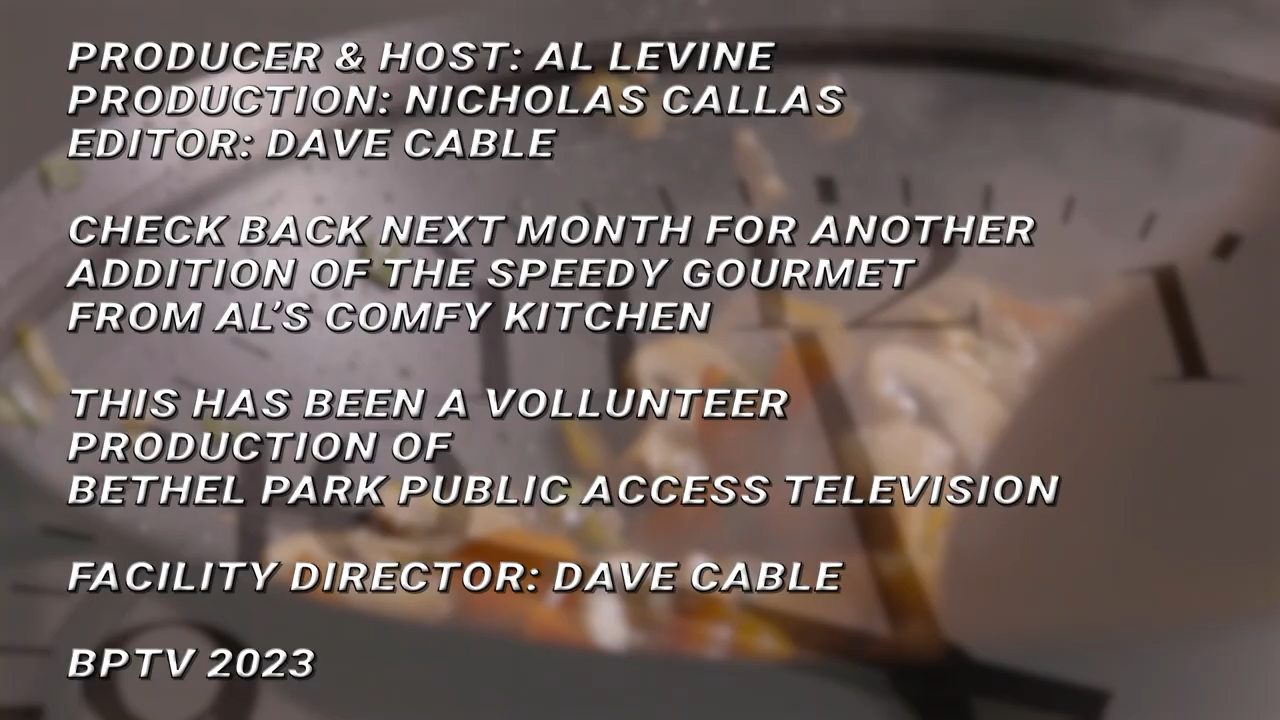 PRODUCER & HOST: AL LEVINE
PRODUCTION: NICHOLAS CALLAS
EDITOR: DAVE CABLE
CHECK BACK NEXT MONTH FOR ANOTHER
ADDITION OF THE SPEEDY GOURMET
FROM AL'S COMFY KITCHEN
THIS HAS BEEN A VOLLUNTEER
PRODUCTION OF
BETHEL PARK PUBLIC ACCESS TELEVISION
FACILITY DIRECTOR: DAVE CABLE
BPTV 2023